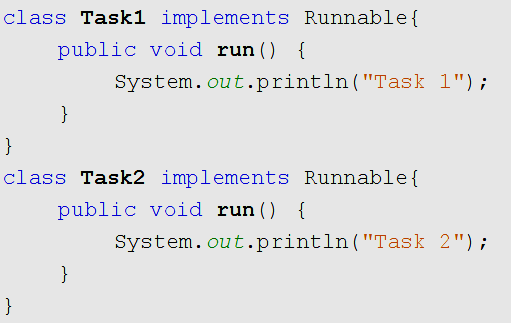 class Task1 implements Runnable{
    public void run() {
        System.out.println("Task 1");
    }
}
class Task2 implements Runnable{
    public void run() {
        System.out.println("Task 2");
    }
}